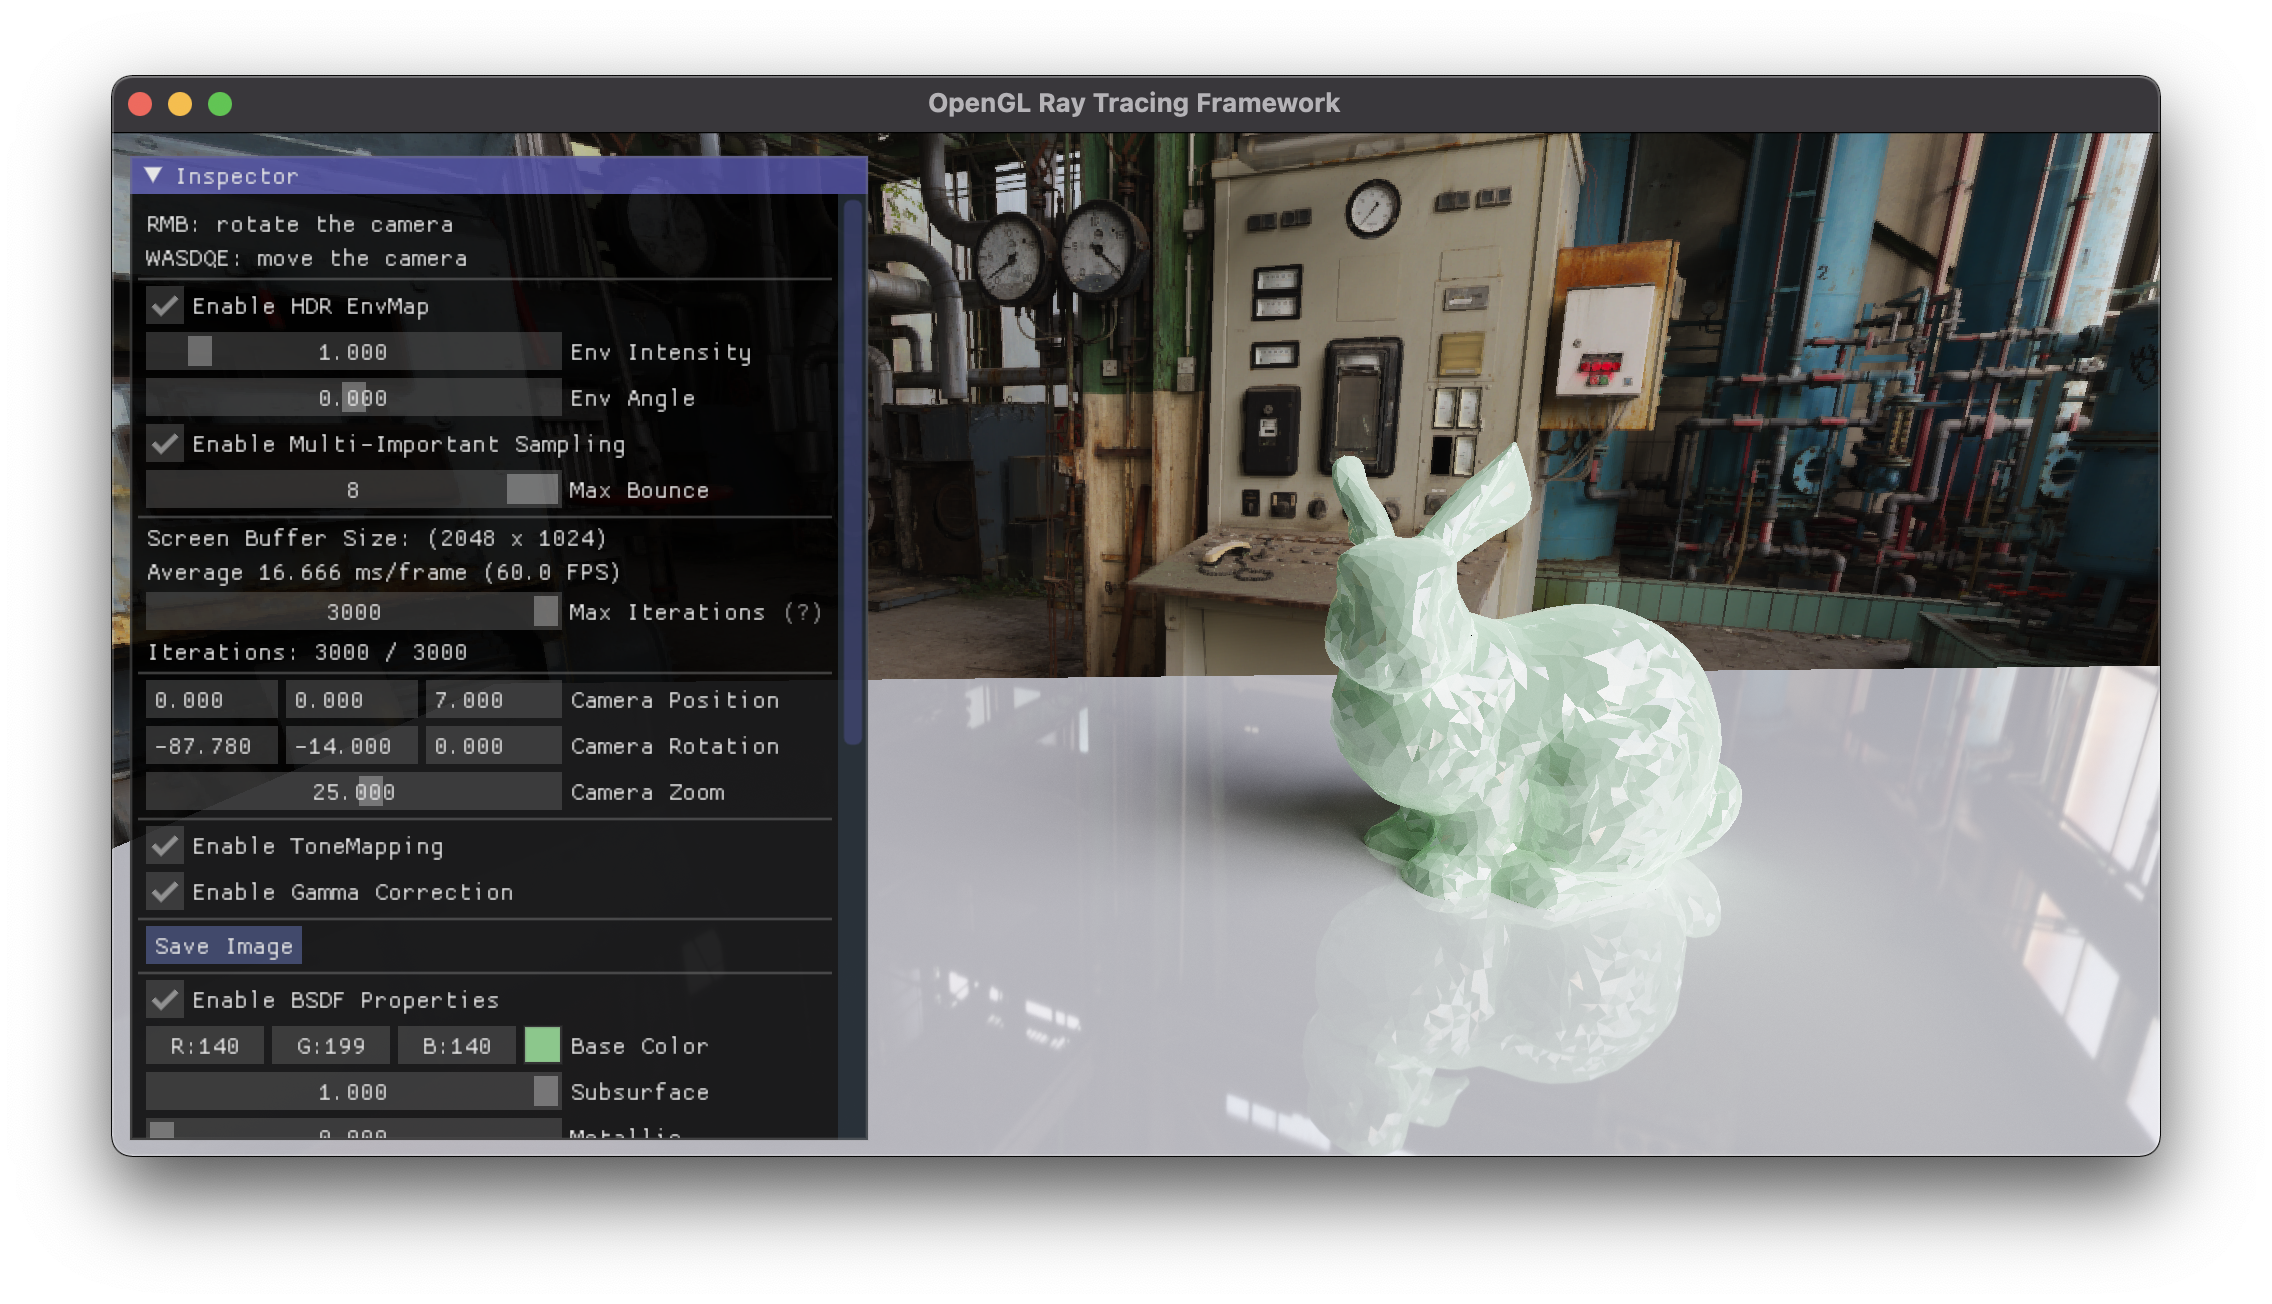 OpenGL Ray Tracing Framework
Inspector
RMB: rotate the camera
WASDQE: move the camera
Enable HDR EnvMap
1.000 Env Intensity
0.000 Env Angle
Enable Multi-Important Sampling
8 Max Bounce
Screen Buffer Size: (2048 x 1024)
Average 16.666 ms/frame (60.0 FPS)
3000 Max Iterations (?)
Iterations: 3000 / 3000
0.000 0.000 7.000 Camera Position
-87.780 -14.000 0.000 Camera Rotation
25.000 Camera Zoom
Enable ToneMapping
Enable Gamma Correction
Save Image
Enable BSDF Properties
R:140 G:199 B:140 Base Color
1.000 Subsurface
0.000 Metallic